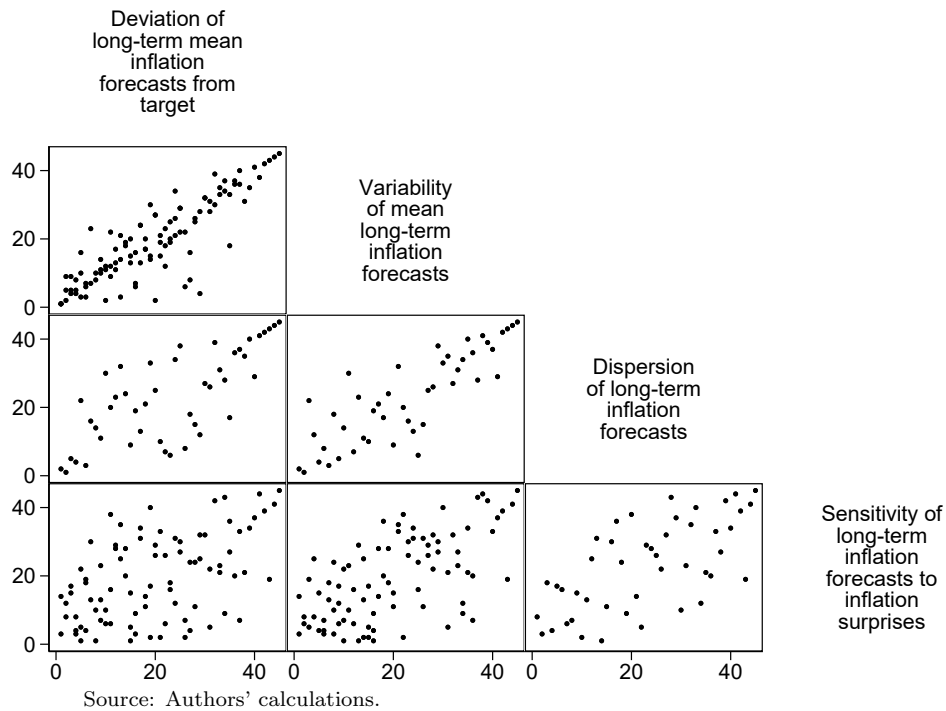 Deviation of
long-term mean
inflation
forecasts from
target
40
20
0
Variability
of mean
long-term
inflation
forecasts
40
20
0
Dispersion
of long-term
inflation
forecasts
40
20
0
Sensitivity of
long-term
inflation
forecasts to
inflation
surprises
0 20 40 0 20 40 0 20 40
Source: Authors' calculations.